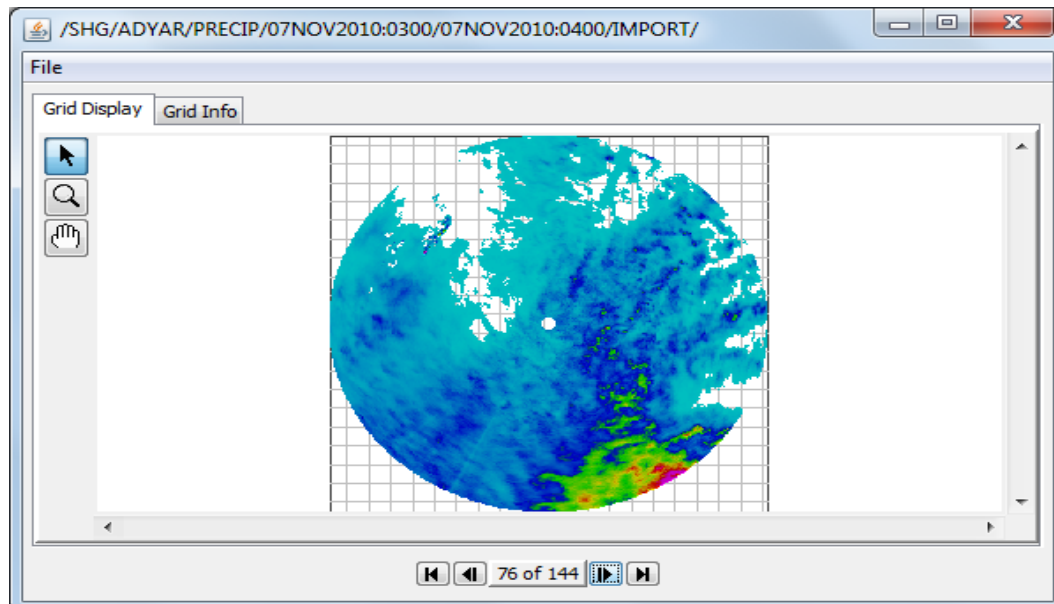 /SHG/ADYAR/PRECIP/07NOV2010:0300/07NOV2010:0400/IMPORT/
File
Grid Display Grid Info
76 of 144